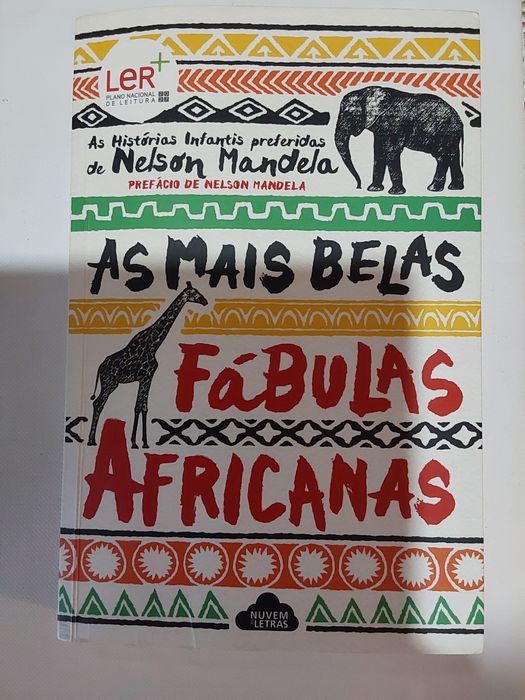 LeR+
PLANO NACIONAL
DE LEITURA 2027
As Histórias Infantis preferidas
de Nelson Mandela
PREFÁCIO DE NELSON MANDELA
AS MAIS BELAS
FáBULAS
AFRICANAS
NUVEM
DE LETRAS